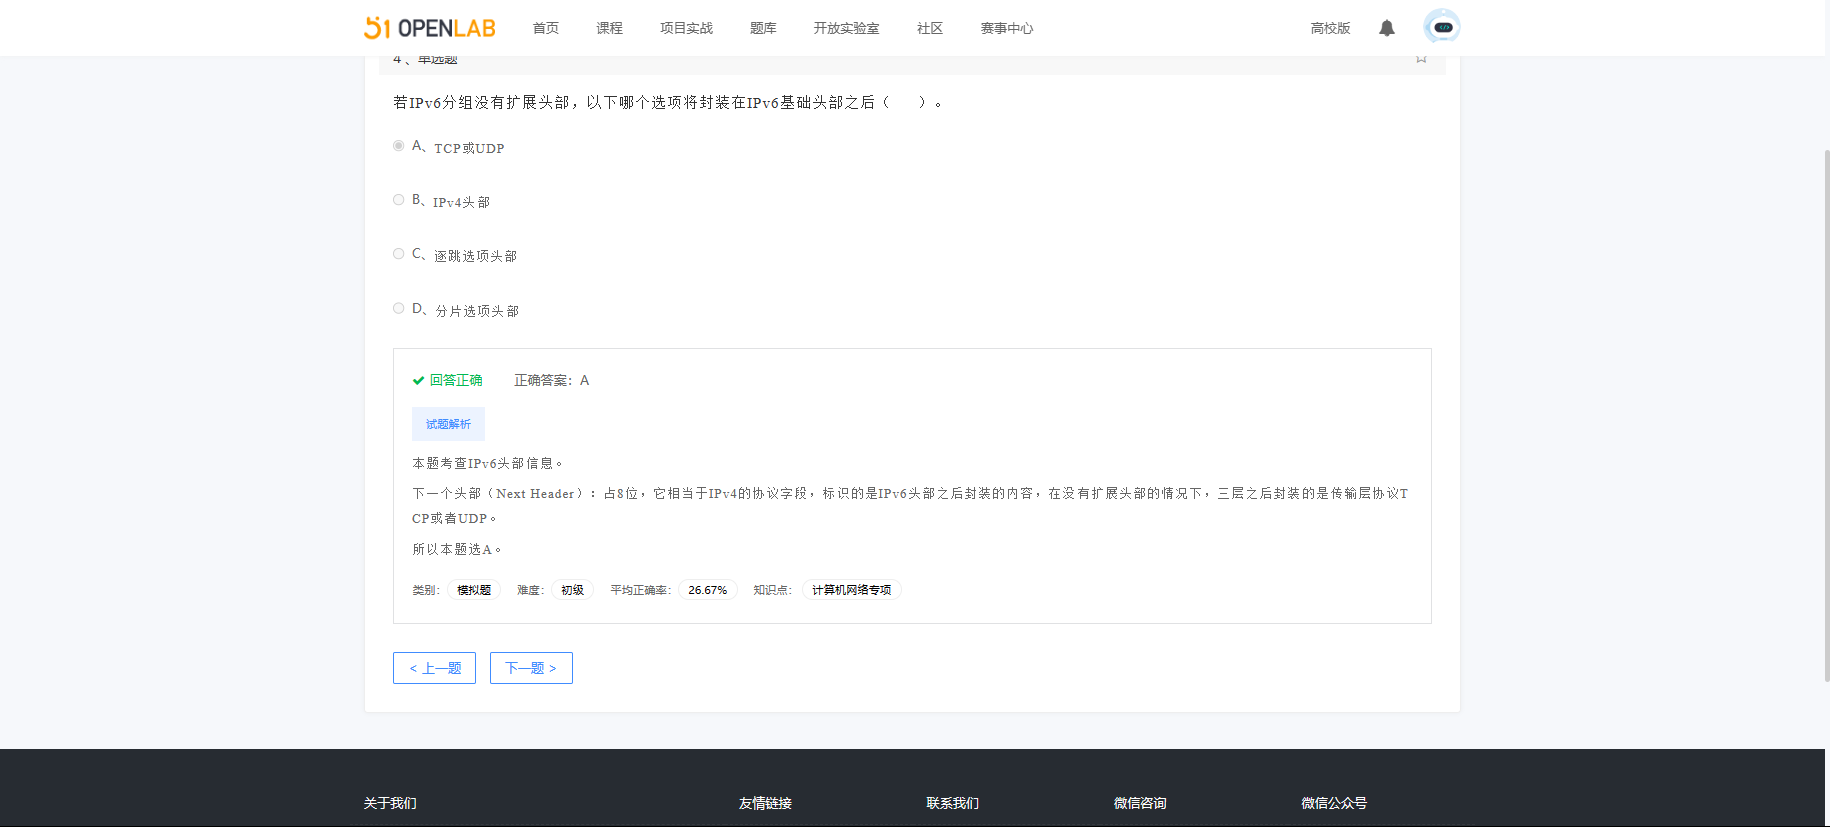 51 OPENLAB 首页 课程 项目实战 题库 开放实验室 社区 赛事中心 高校版
4 、单选题
若IPv6分组没有扩展头部，以下哪个选项将封装在IPv6基础头部之后（ ）。
A、TCP或UDP
B、IPv4头部
C、逐跳选项头部
D、分片选项头部
回答正确 正确答案：A
试题解析
本题考查IPv6头部信息。
下一个头部（Next Header）：占8位，它相当于IPv4的协议字段，标识的是IPv6头部之后封装的内容，在没有扩展头部的情况下，三层之后封装的是传输层协议T
CP或者UDP。
所以本题选A。
类别： 模拟题 难度： 初级 平均正确率： 26.67% 知识点： 计算机网络专项
< 上一题 下一题 >
关于我们 友情链接 联系我们 微信咨询 微信公众号